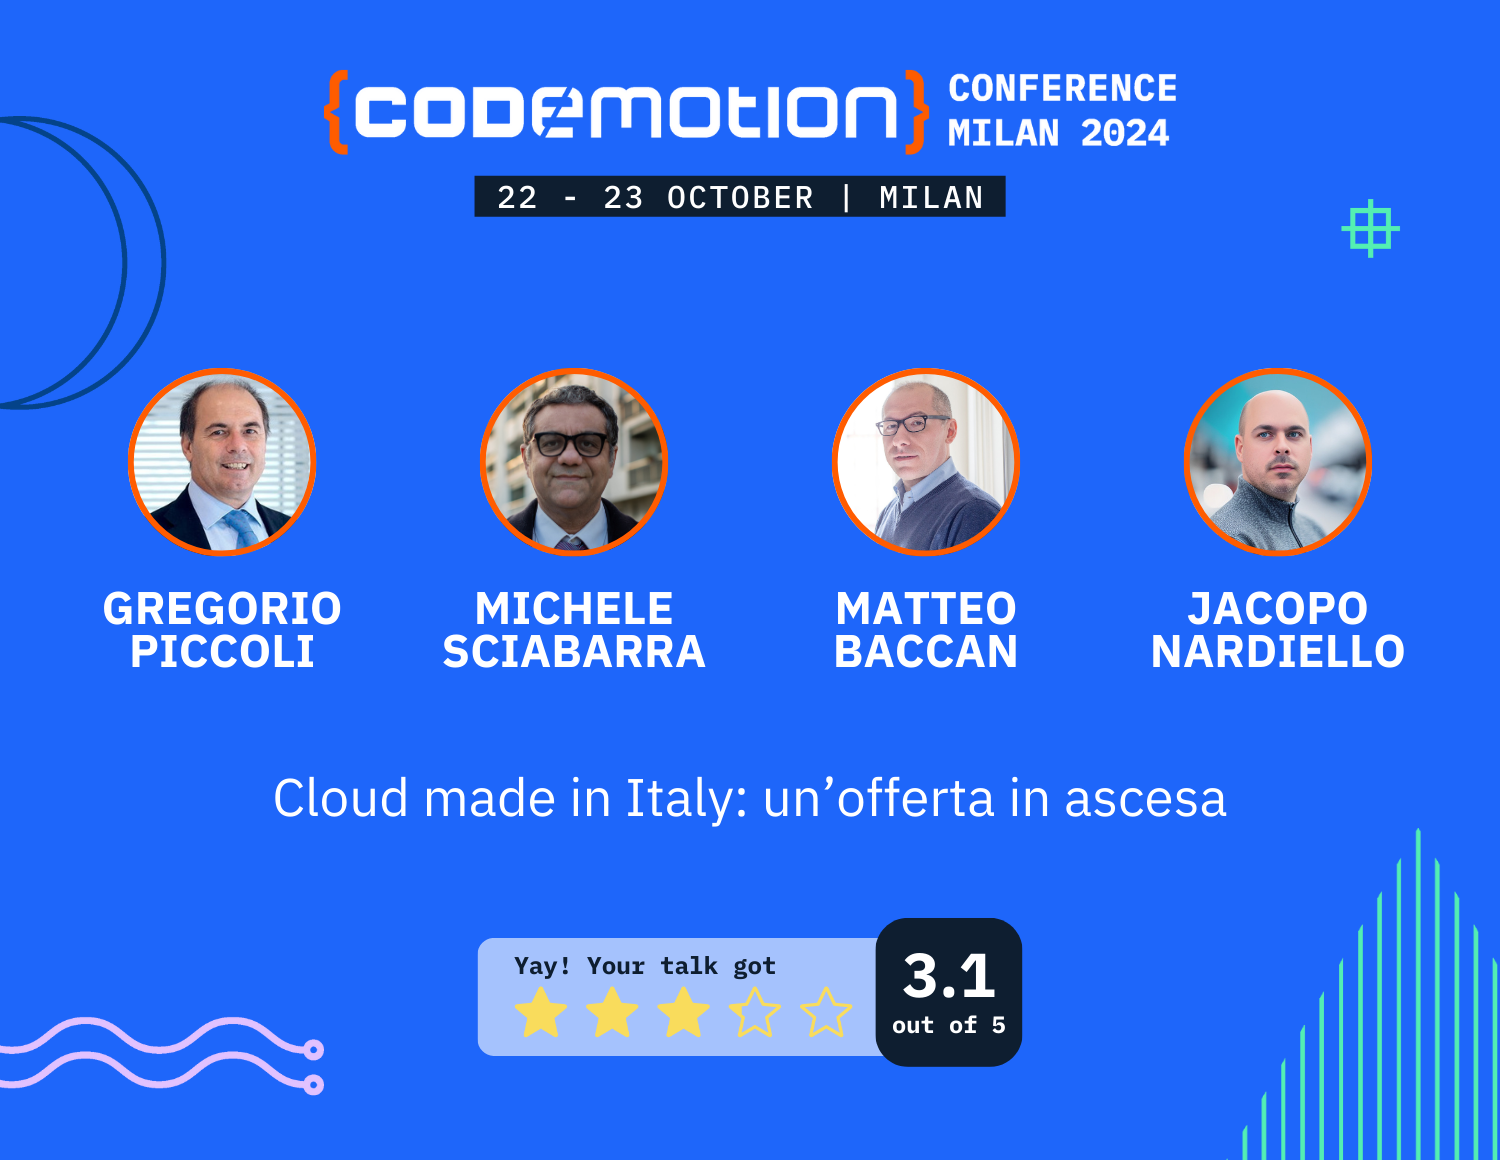 {CODEMOTION}
CONFERENCE
MILAN 2024
22 - 23 OCTOBER | MILAN
GREGORIO
PICCOLI
MICHELE
SCIABARRA
MATTEO
BACCAN
JACOPO
NARDIELLO
Cloud made in Italy: un’offerta in ascesa
Yay! Your talk got
3.1
out of 5